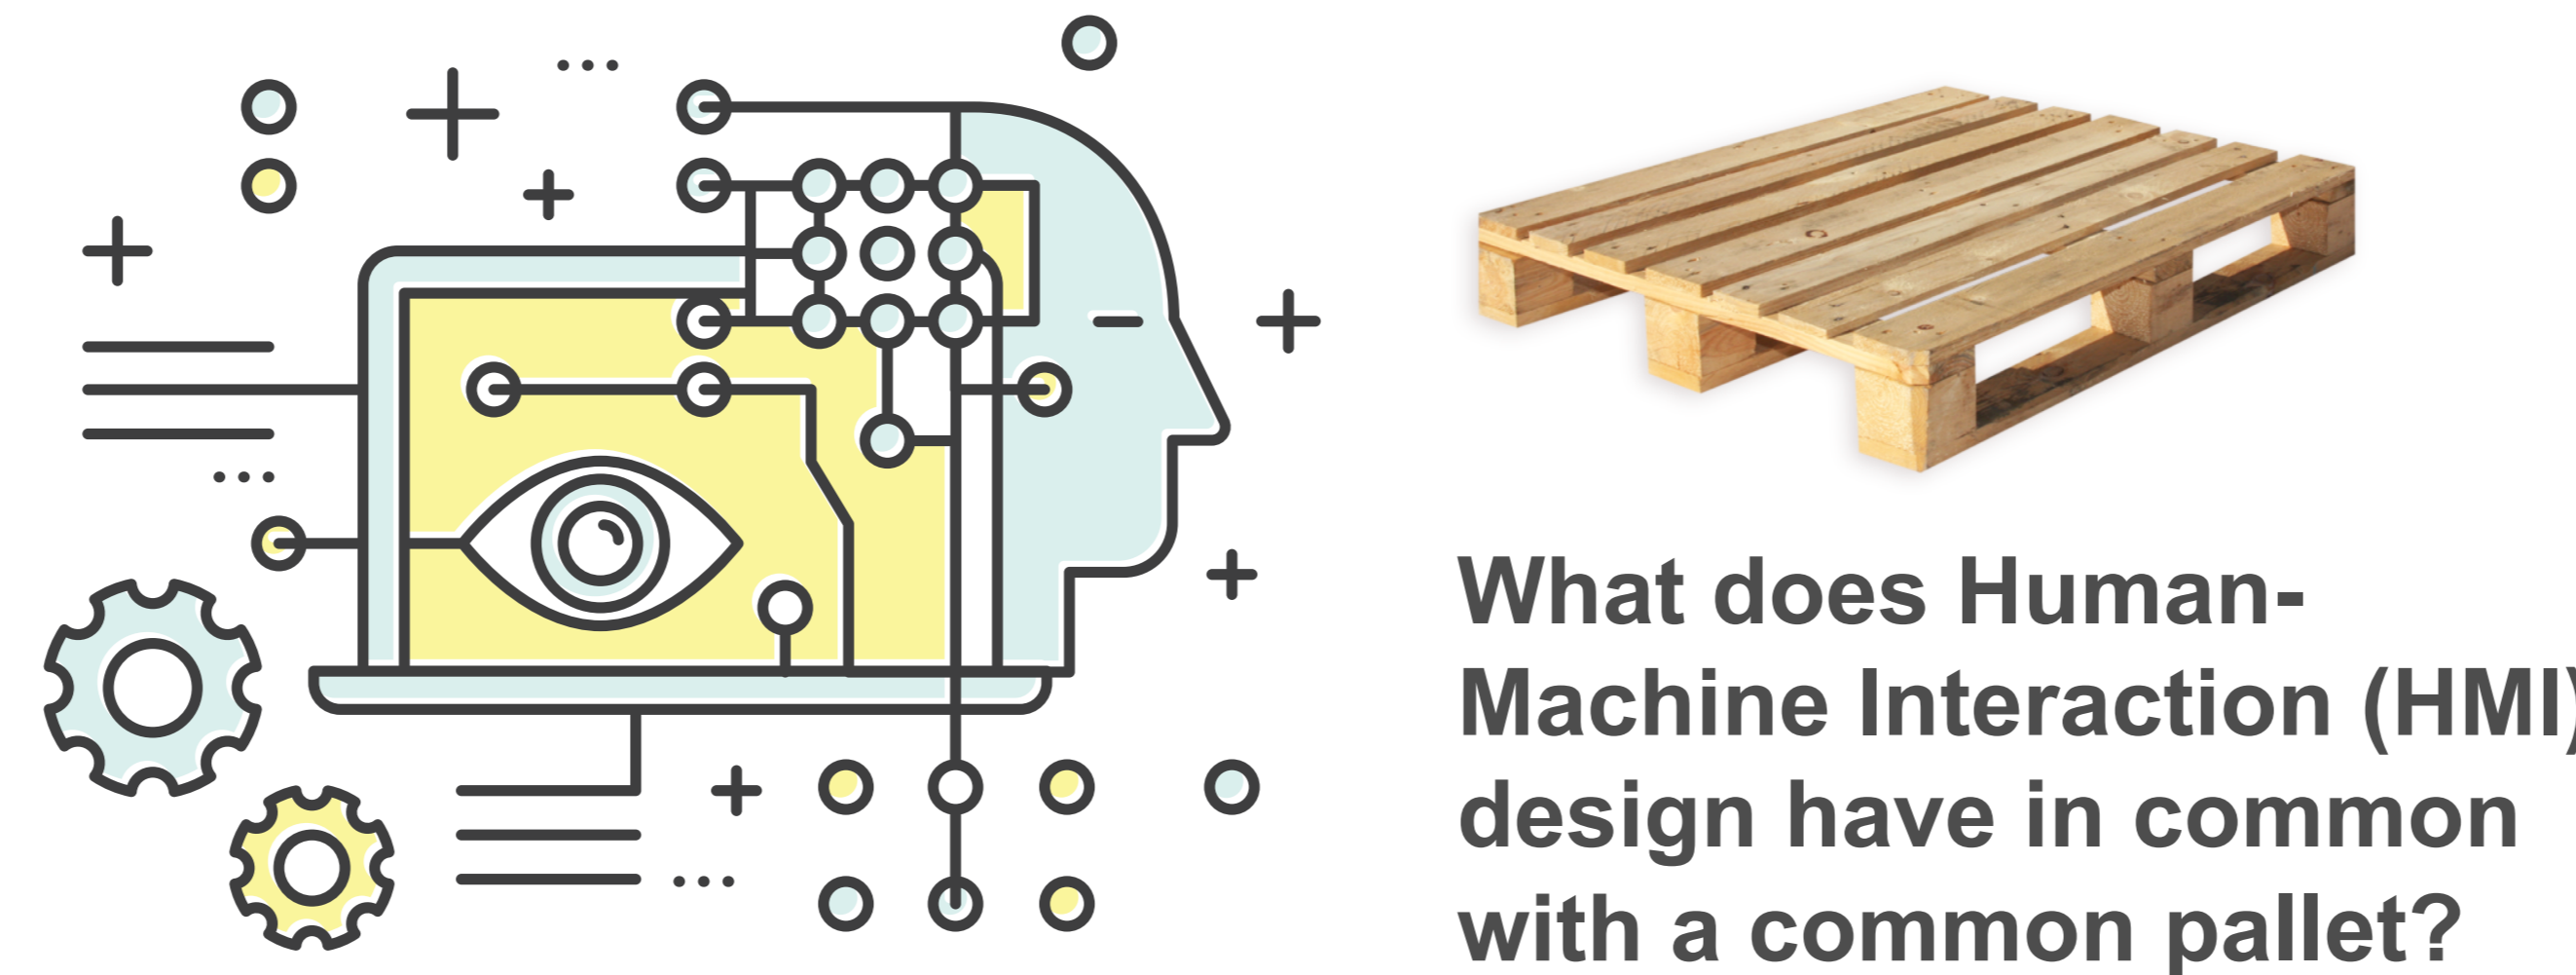 What does Human-
Machine Interaction (HMI)
design have in common
with a common pallet?